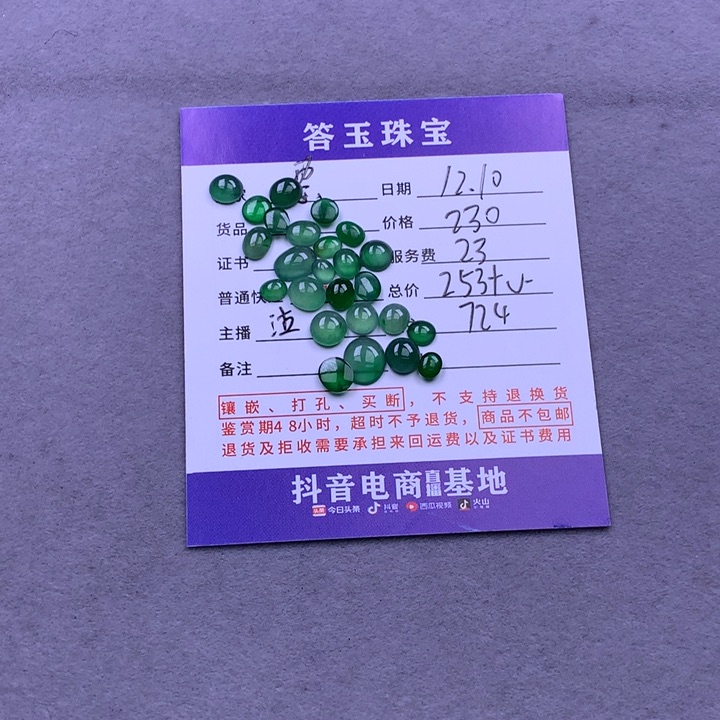 答玉珠宝
日期 12.10
货品 价格 230
证书 服务费 23
普通快 总价 253+
主播 724
备注
镶嵌、打孔、买断,不支持退换货
鉴赏期48小时,超时不予退货,商品不包邮
退货及拒收需要承担来回运费以及证书费用
抖音电商直播基地
头条 今日头条 抖音 西瓜视频 火山